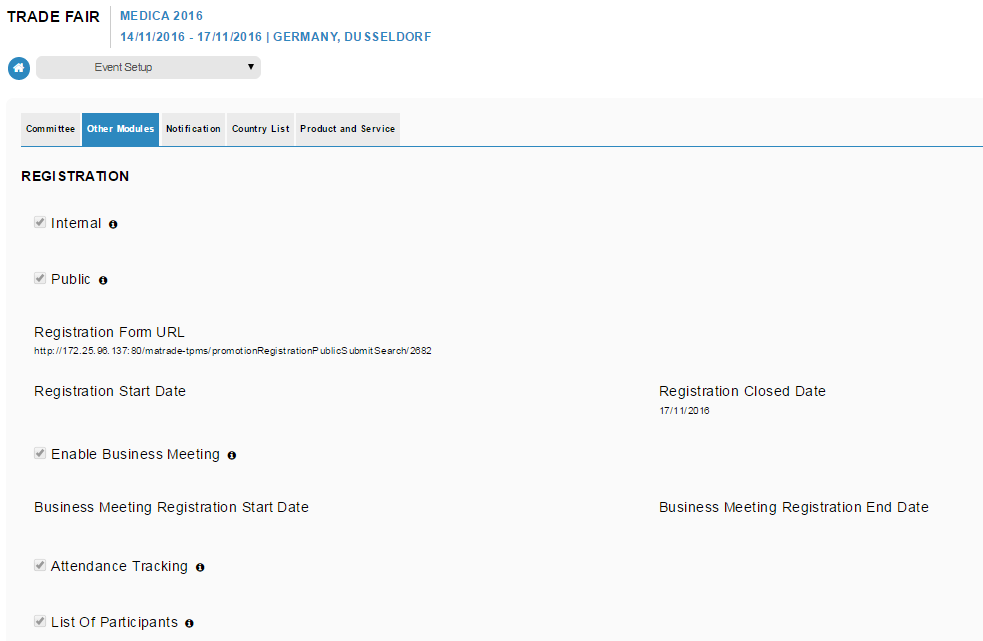 TRADE FAIR
MEDICA 2016
14/11/2016 - 17/11/2016 | GERMANY, DUSSELDORF
Event Setup
Committee Other Modules Notification Country List Product and Service
REGISTRATION
Internal
Public
Registration Form URL
http://172.25.96.137:80/matrade-tpms/promotionRegistrationPublicSubmitSearch/2682
Registration Start Date Registration Closed Date
17/11/2016
Enable Business Meeting
Business Meeting Registration Start Date Business Meeting Registration End Date
Attendance Tracking
List Of Participants